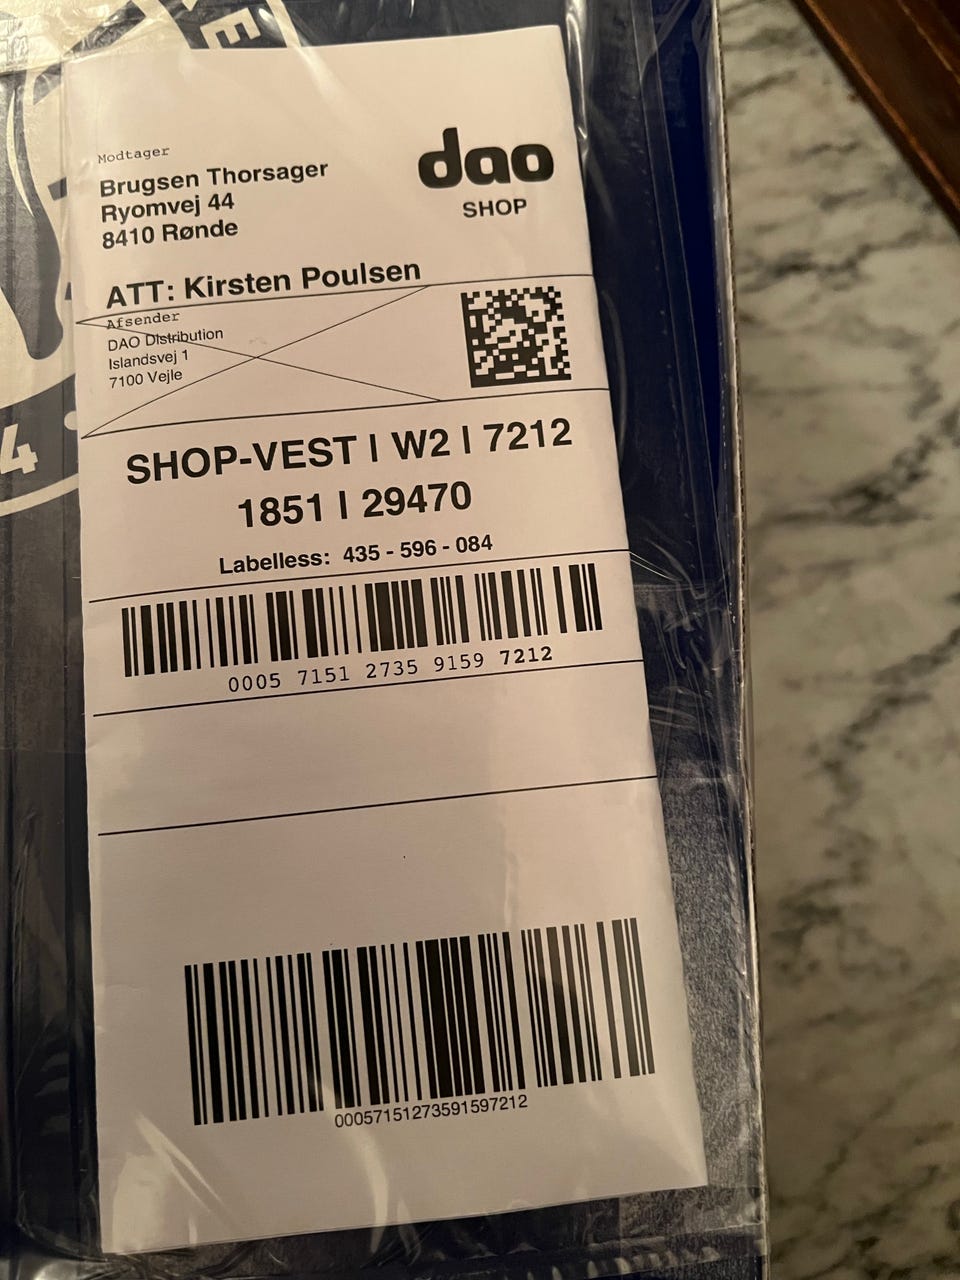 E
4
Modtager
Brugsen Thorsager
Ryomvej 44
8410 Rønde
dao
SHOP
ATT: Kirsten Poulsen
Afsender
DAO Distribution
Islandsvej 1
7100 Vejle
SHOP-VEST | W2 | 7212
1851 | 29470
Labelless: 435 - 596 - 084
0005 7151 2735 9159 7212
00057151273591597212